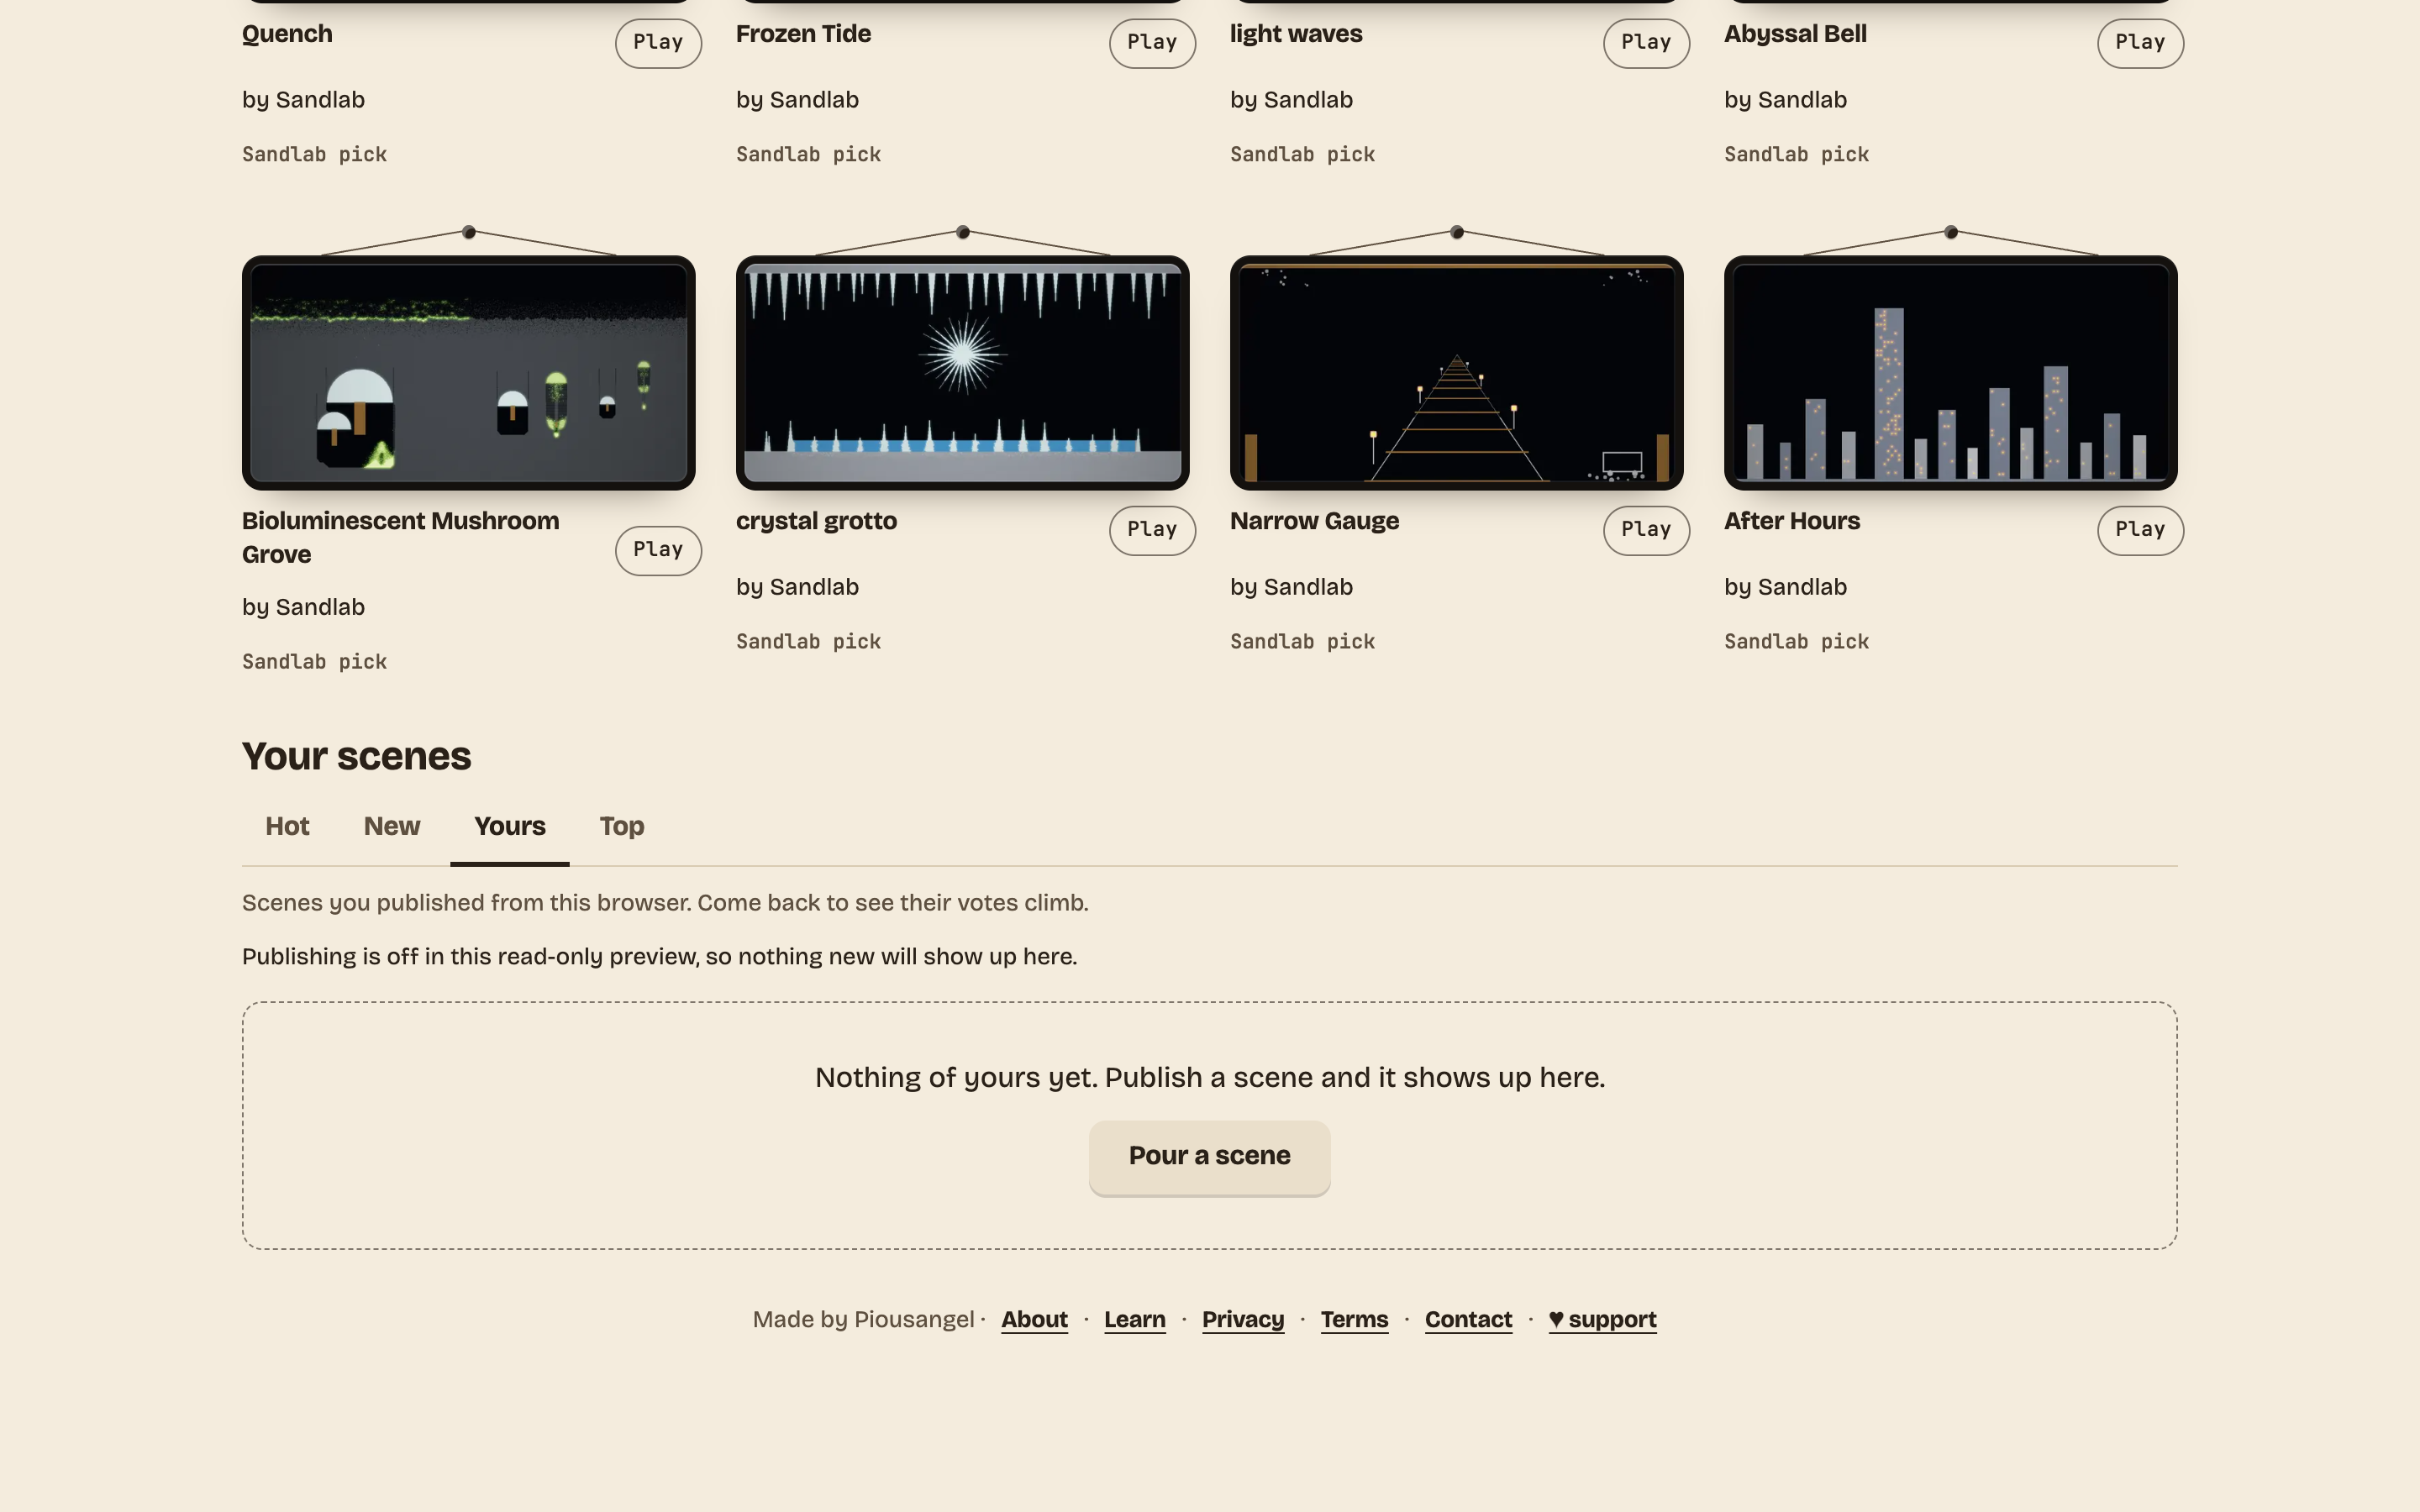 Quench
Play
by Sandlab
Sandlab pick
Frozen Tide
Play
by Sandlab
Sandlab pick
light waves
Play
by Sandlab
Sandlab pick
Abyssal Bell
Play
by Sandlab
Sandlab pick
Bioluminescent Mushroom
Grove
Play
by Sandlab
Sandlab pick
crystal grotto
Play
by Sandlab
Sandlab pick
Narrow Gauge
Play
by Sandlab
Sandlab pick
After Hours
Play
by Sandlab
Sandlab pick
Your scenes
Hot New Yours Top
Scenes you published from this browser. Come back to see their votes climb.
Publishing is off in this read-only preview, so nothing new will show up here.
Nothing of yours yet. Publish a scene and it shows up here.
Pour a scene
Made by Piousangel · About · Learn · Privacy · Terms · Contact · ♥ support